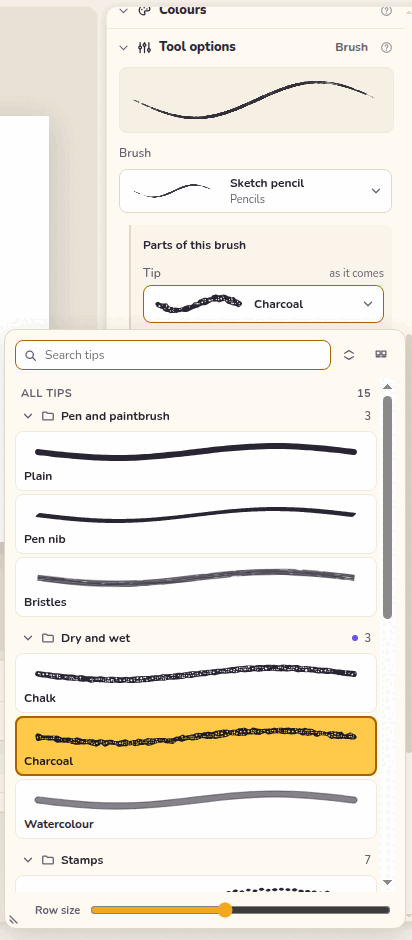 Colours
Tool options Brush
Brush
Sketch pencil
Pencils
Parts of this brush
Tip as it comes
Charcoal
Search tips
ALL TIPS 15
Pen and paintbrush 3
Plain
Pen nib
Bristles
Dry and wet 3
Chalk
Charcoal
Watercolour
Stamps 7
Row size